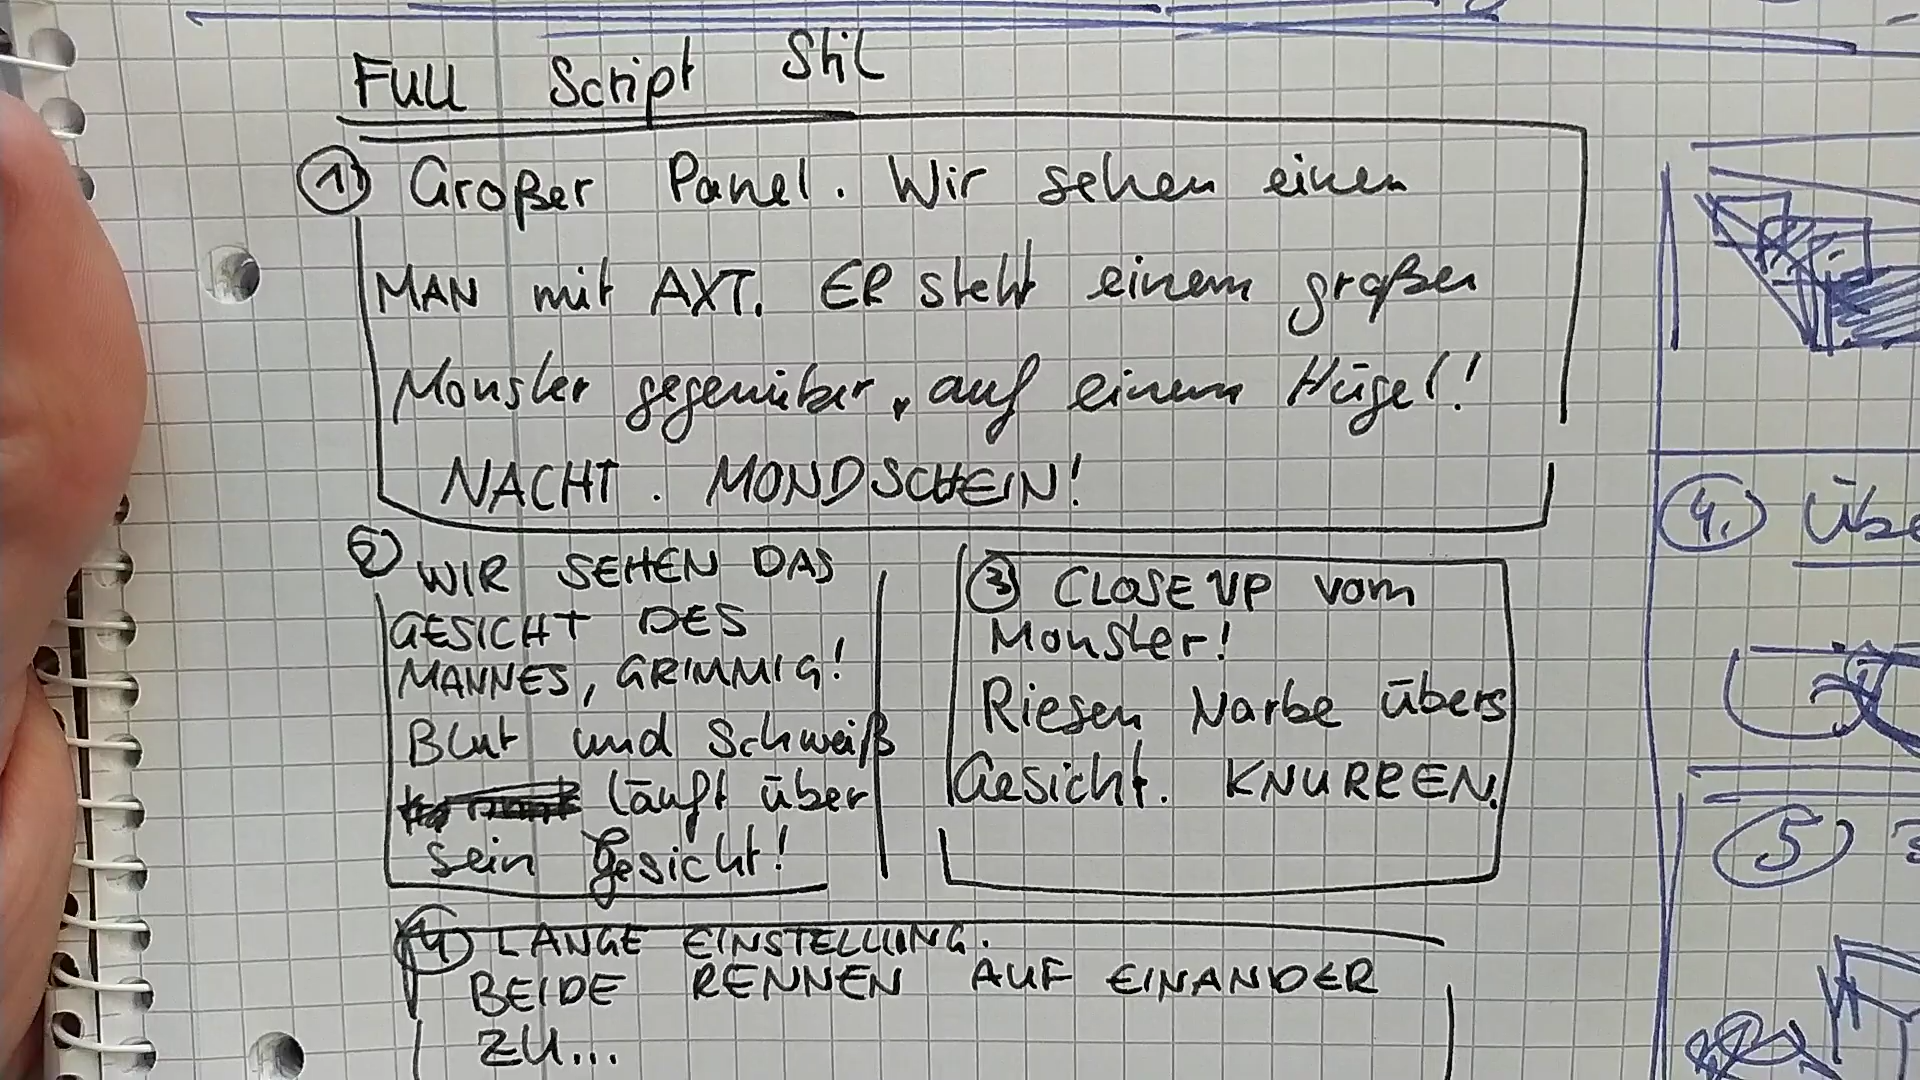 Full Script Stil
1) Großer Panel. Wir sehen einen
MAN mit AXT. ER steht einem großen
Monster gegenüber, auf einem Hügel!
NACHT. MONDSCHEIN!
2) WIR SEHEN DAS
GESICHT DES
MANNES, GRIMMIG!
Blut und Schweiß
läuft über
sein Gesicht!
3 CLOSE UP vom
Monster!
Riesen Narbe übers
Gesicht. KNURREN.
4) LANGE EINSTELLUNG.
BEIDE RENNEN AUF EINANDER
ZU...
4.
5)